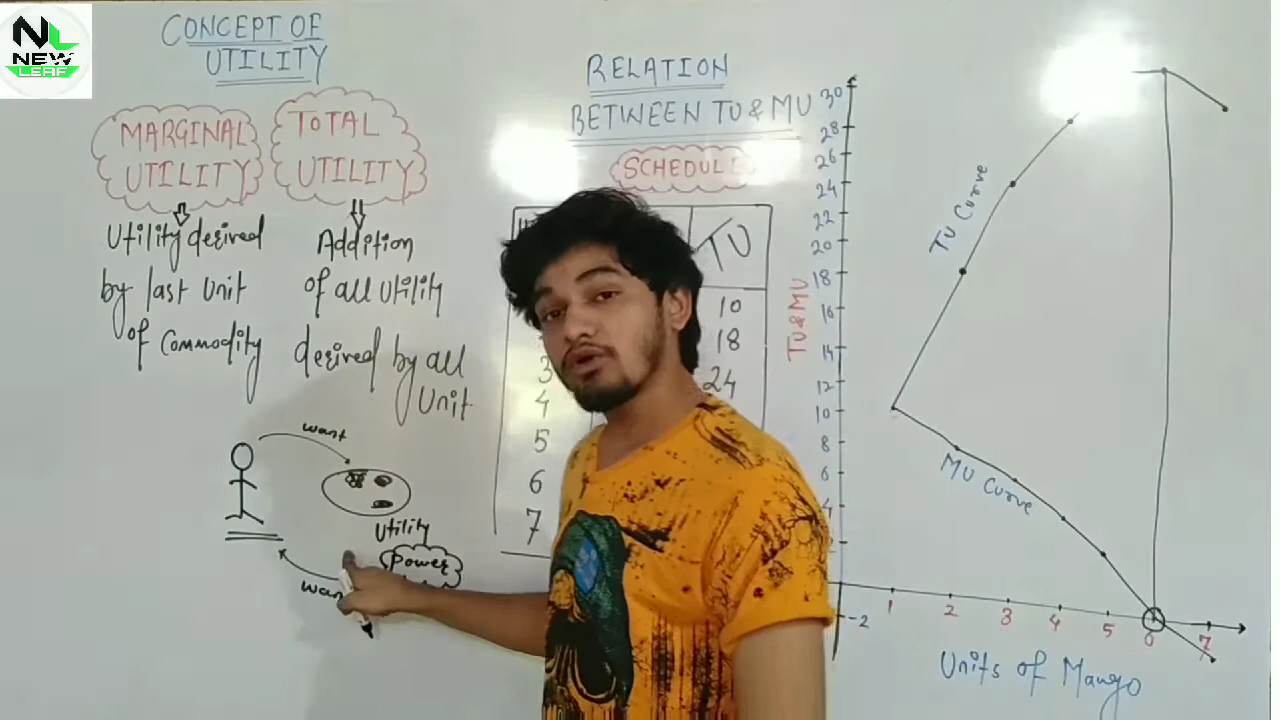 NL
NEW
LEAF
CONCEPT OF
UTILITY
MARGINAL
UTILITY
Utility derived
by last Unit
of Commodity
TOTAL
UTILITY
Addition
of all Utility
desired by all
Unit
want
Utility
Power
RELATION
BETWEEN TU & MU
SCHEDULE
TU
10
18
3 24
4
5
6
7
TU & MU
30
28
26
24
22
20
18
16
14
12
10
8
6
4
2
-2
TU Curve
MU Curve
1 2 3 4 5 6 7
Units of Mango